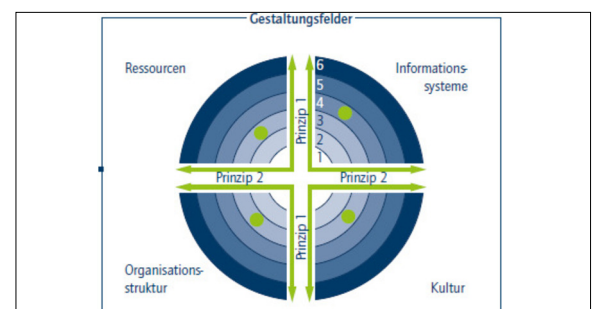 Gestaltungsfelder
Ressourcen
Informations-
systeme
6
5
4
3
2
1
Prinzip 1
Prinzip 2
Prinzip 2
Prinzip 1
Organisations-
struktur
Kultur